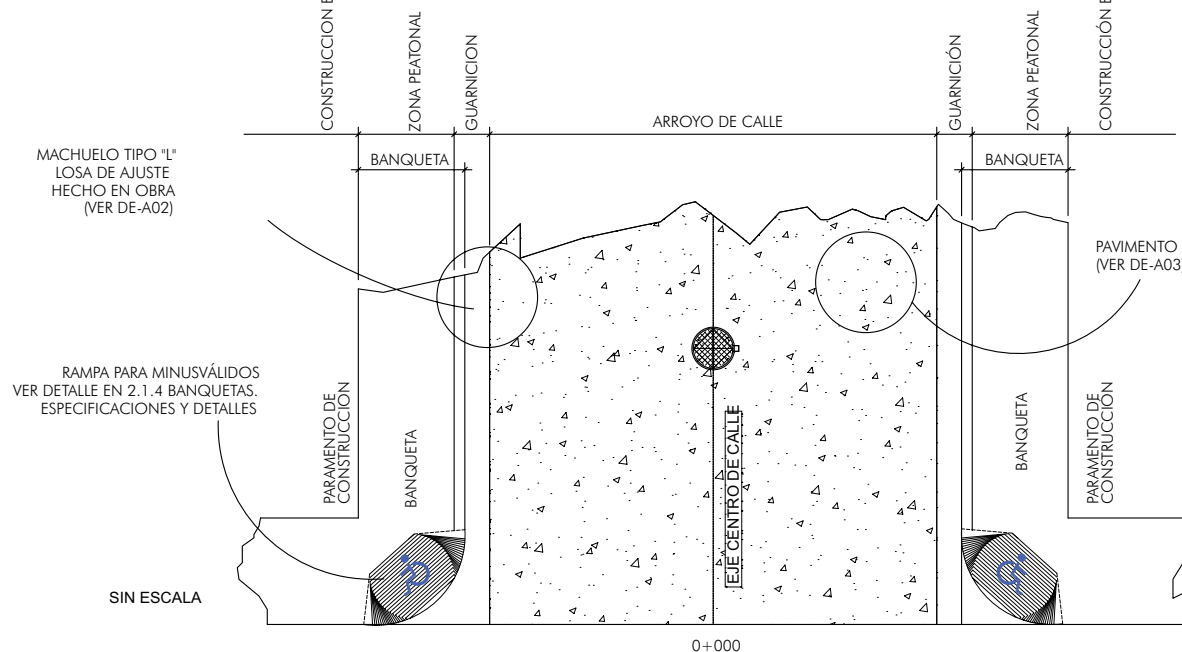 CONSTRUCCION E
ZONA PEATONAL
GUARNICION
ARROYO DE CALLE
GUARNICIÓN
ZONA PEATONAL
CONSTRUCCIÓN E
BANQUETA
BANQUETA
MACHUELO TIPO "L"
LOSA DE AJUSTE
HECHO EN OBRA
(VER DE-A02)
PAVIMENTO
(VER DE-A03)
RAMPA PARA MINUSVÁLIDOS
VER DETALLE EN 2.1.4 BANQUETAS.
ESPECIFICACIONES Y DETALLES
PARAMENTO DE
CONSTRUCCIÓN
BANQUETA
EJE CENTRO DE CALLE
BANQUETA
PARAMENTO DE
CONSTRUCCIÓN
SIN ESCALA
0+000